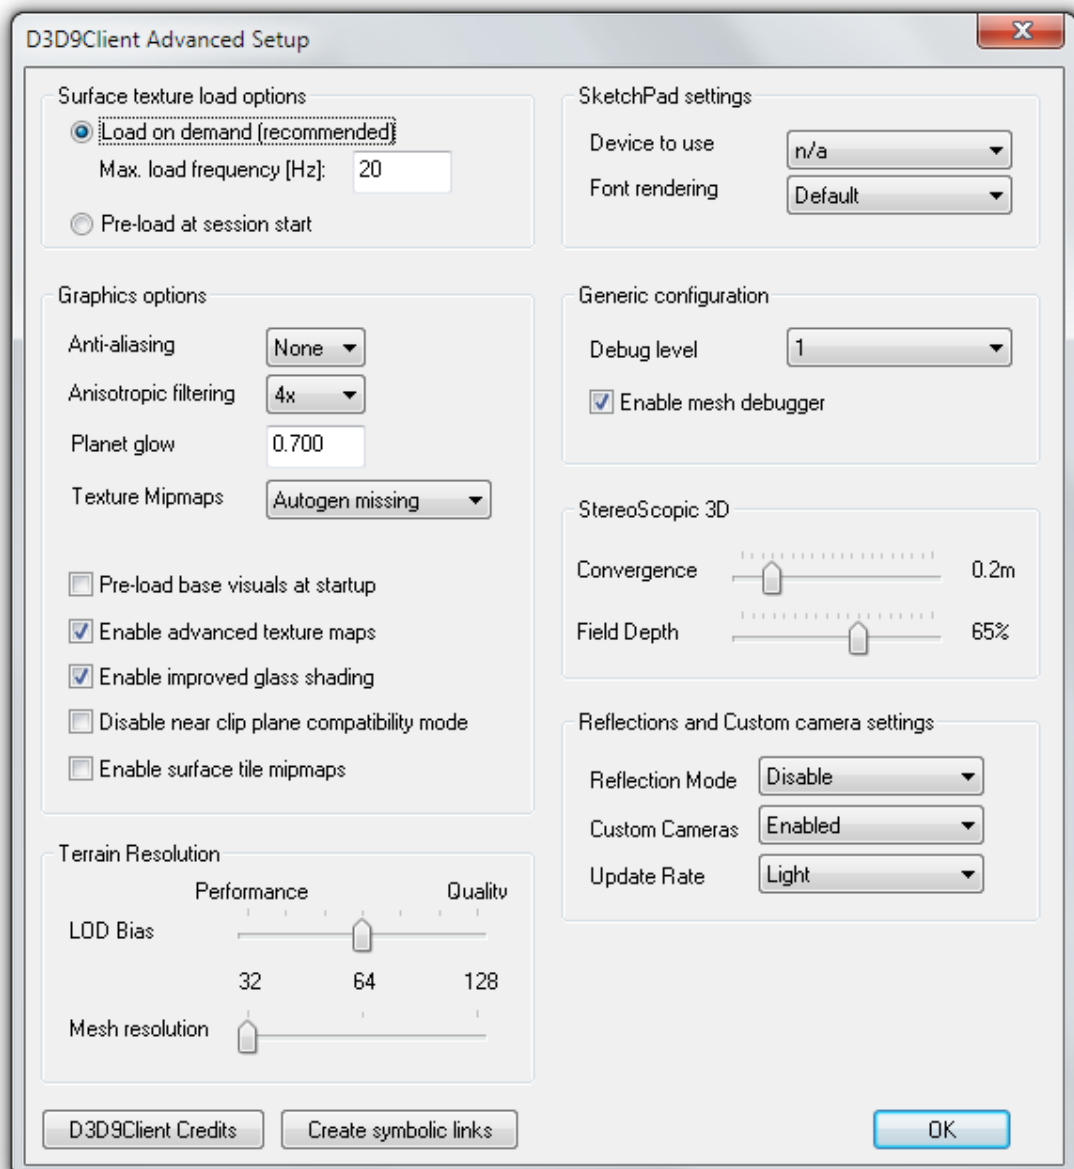 D3D9Client Advanced Setup
Surface texture load options
Load on demand (recommended)
Max. load frequency [Hz]: 20
Pre-load at session start
Graphics options
Anti-aliasing None
Anisotropic filtering 4x
Planet glow 0.700
Texture Mipmaps Autogen missing
Pre-load base visuals at startup
Enable advanced texture maps
Enable improved glass shading
Disable near clip plane compatibility mode
Enable surface tile mipmaps
Terrain Resolution
Performance Quality
LOD Bias
32 64 128
Mesh resolution
SketchPad settings
Device to use n/a
Font rendering Default
Generic configuration
Debug level 1
Enable mesh debugger
StereoScopic 3D
Convergence 0.2m
Field Depth 65%
Reflections and Custom camera settings
Reflection Mode Disable
Custom Cameras Enabled
Update Rate Light
D3D9Client Credits Create symbolic links OK